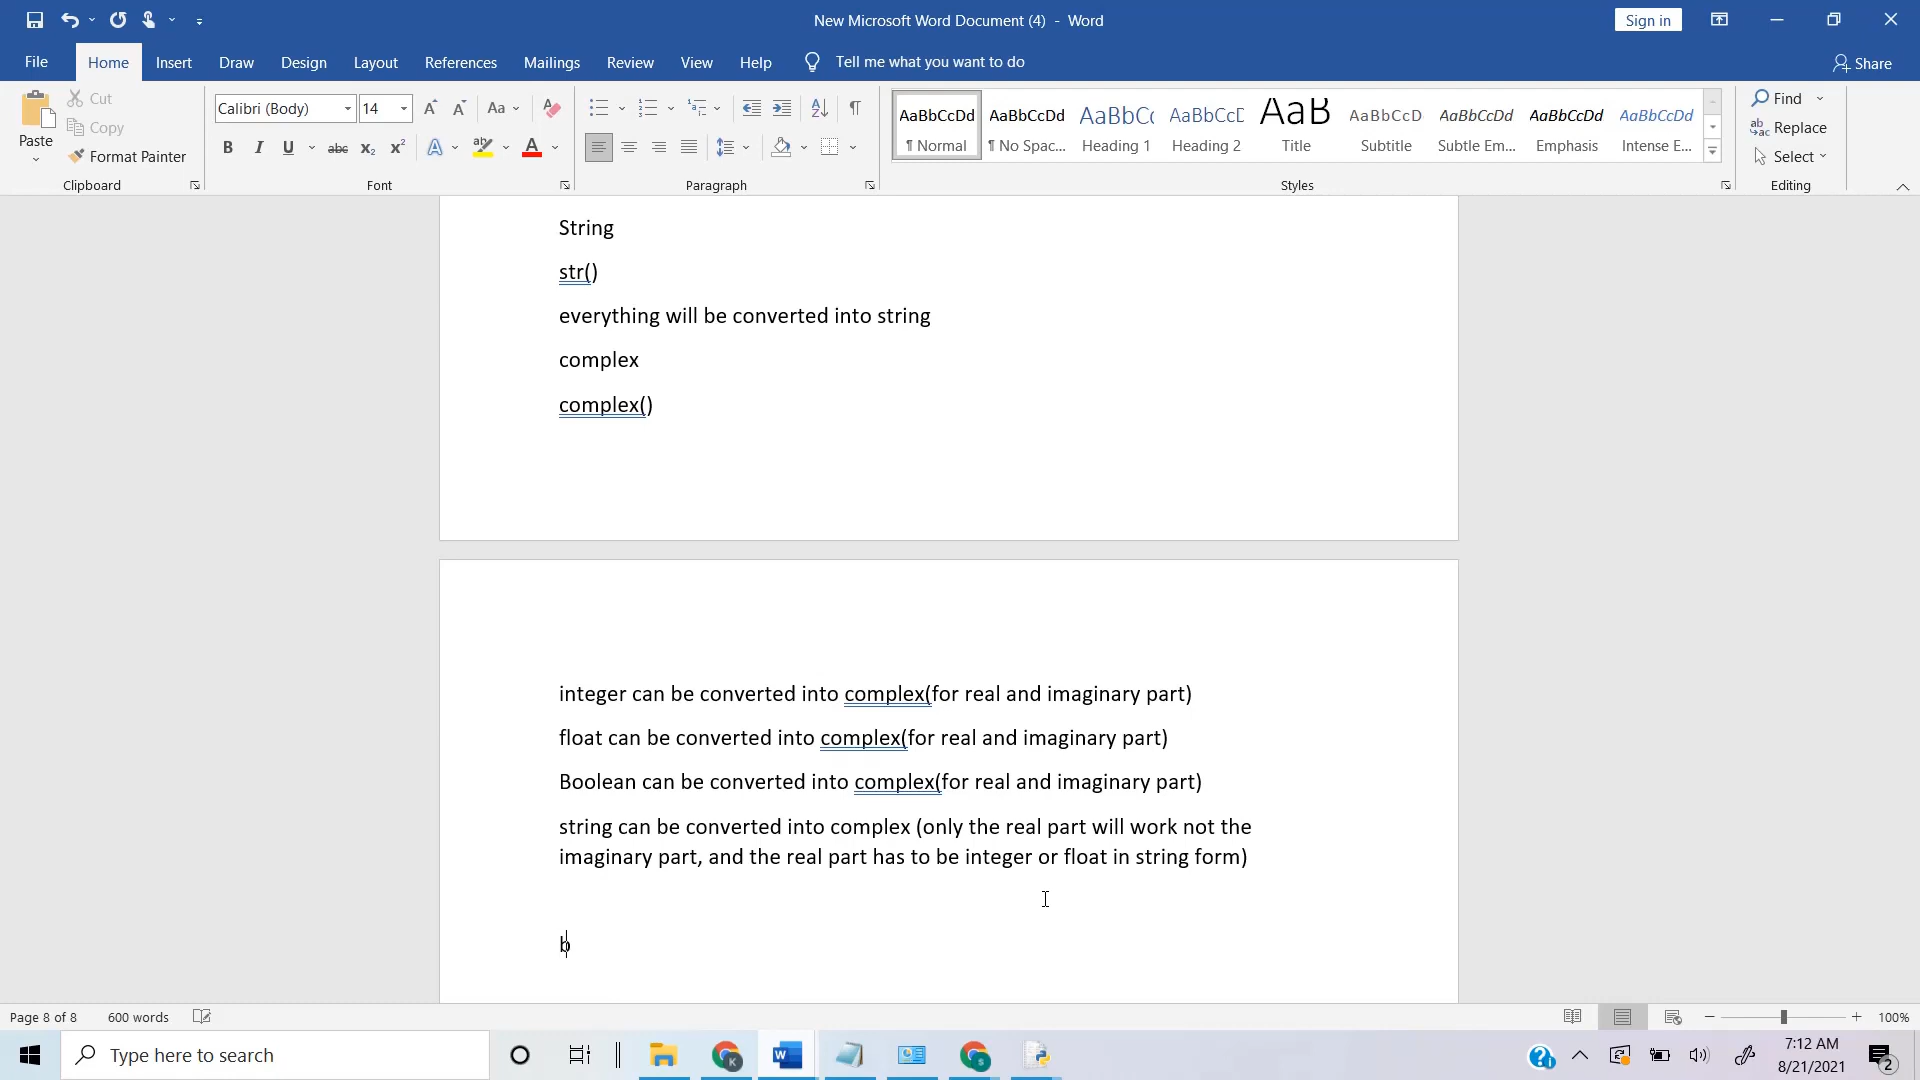 New Microsoft Word Document (4) - Word
Sign in
File Home Insert Draw Design Layout References Mailings Review View Help Tell me what you want to do Share
Paste
Cut
Copy
Format Painter
Clipboard
Calibri (Body) 14 Aa
B I U abc x₂ x² A aby A
Font
Paragraph
AaBbCcDd AaBbCcDd AaBbCc AaBbCcD AaB AaBbCcD AaBbCcDd AaBbCcDd AaBbCcDd
¶ Normal ¶ No Spac... Heading 1 Heading 2 Title Subtitle Subtle Em... Emphasis Intense E...
Styles
Find
Replace
Select
Editing
String
str()
everything will be converted into string
complex
complex()
integer can be converted into complex(for real and imaginary part)
float can be converted into complex(for real and imaginary part)
Boolean can be converted into complex(for real and imaginary part)
string can be converted into complex (only the real part will work not the
imaginary part, and the real part has to be integer or float in string form)
b
Page 8 of 8 600 words 100%
Type here to search
7:12 AM
8/21/2021
2